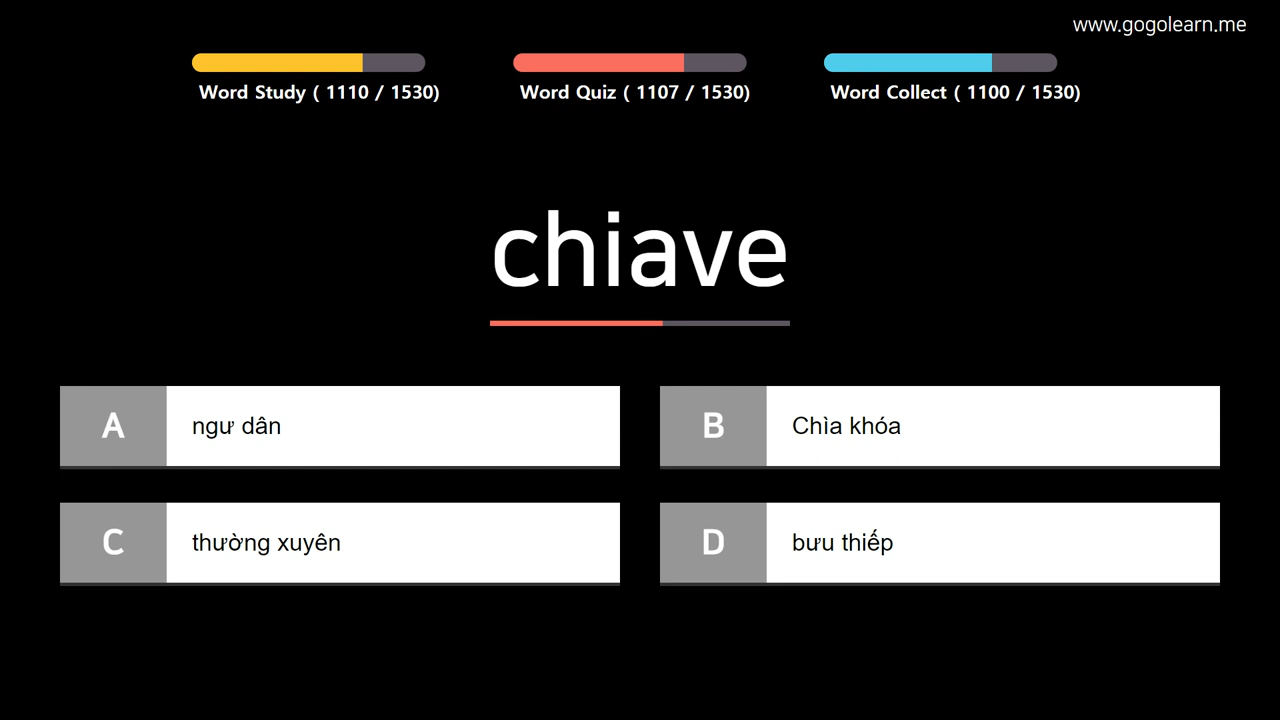 www.gogolearn.me
Word Study ( 1110 / 1530)
Word Quiz ( 1107 / 1530)
Word Collect ( 1100 / 1530)
chiave
A ngư dân
B Chìa khóa
C thường xuyên
D bưu thiếp